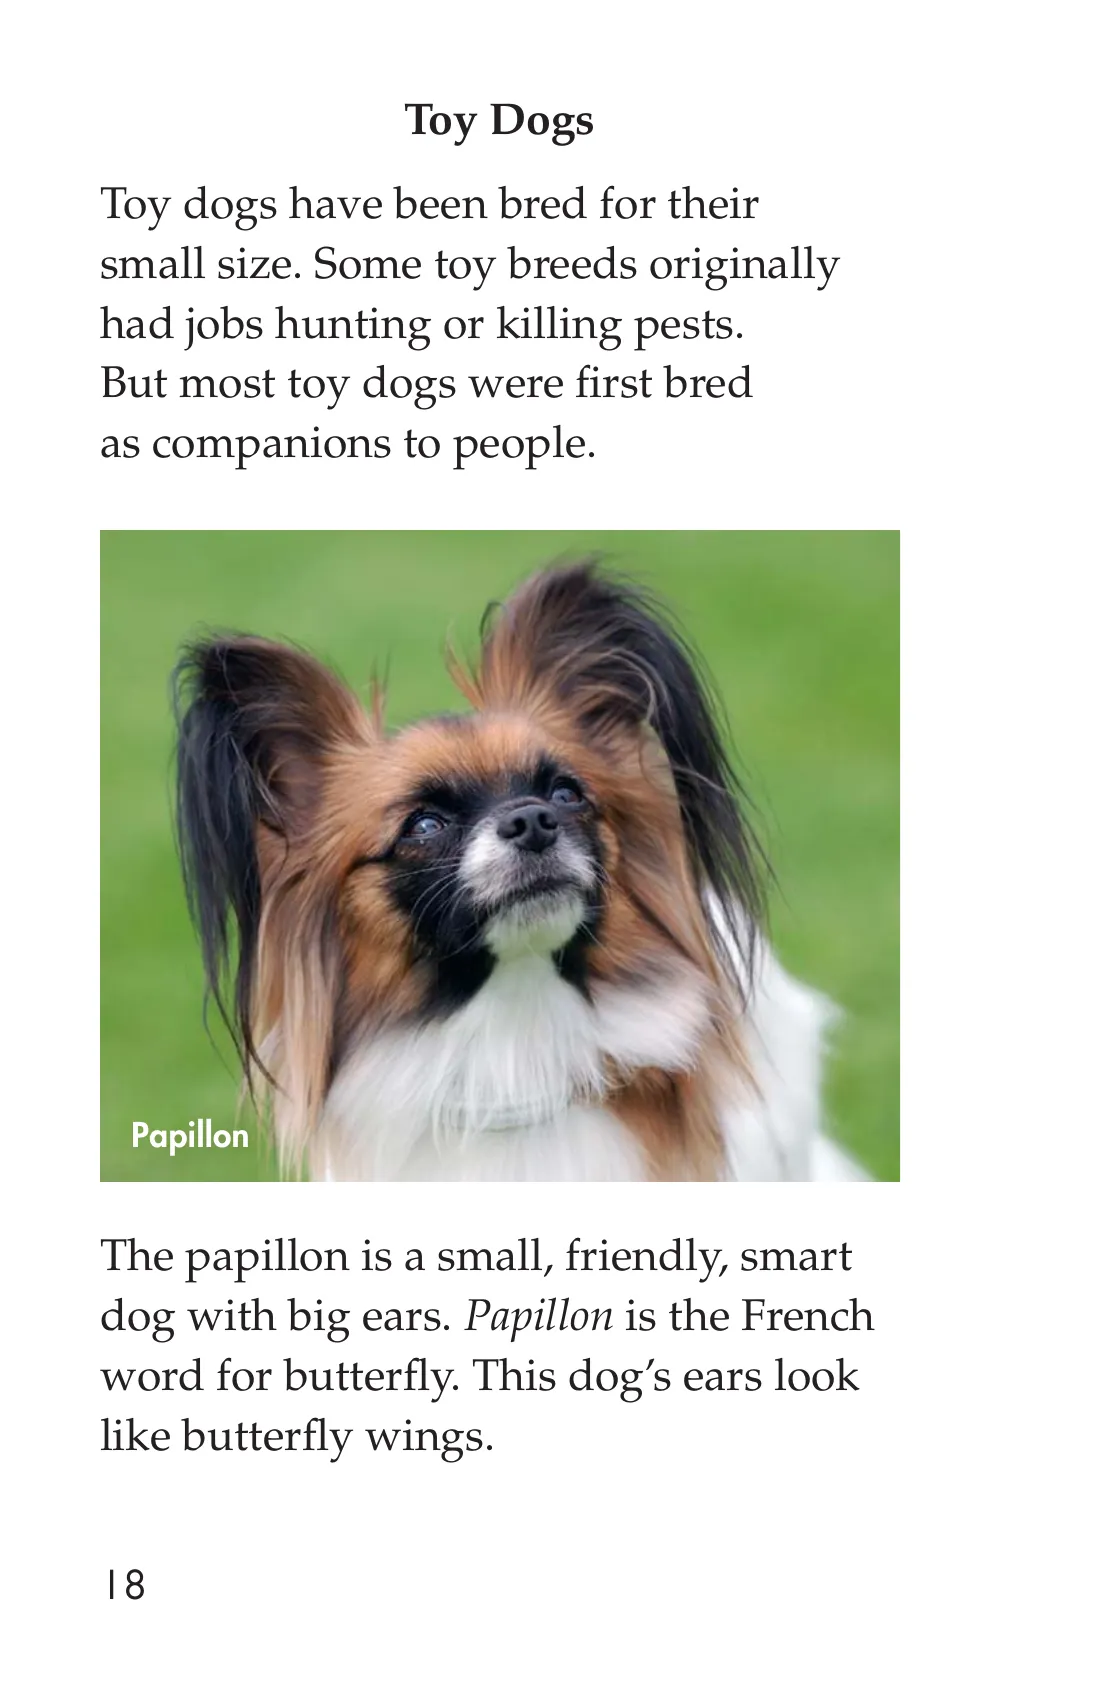 Toy Dogs
Toy dogs have been bred for their
small size. Some toy breeds originally
had jobs hunting or killing pests.
But most toy dogs were first bred
as companions to people.
Papillon
The papillon is a small, friendly, smart
dog with big ears. Papillon is the French
word for butterfly. This dog’s ears look
like butterfly wings.
18